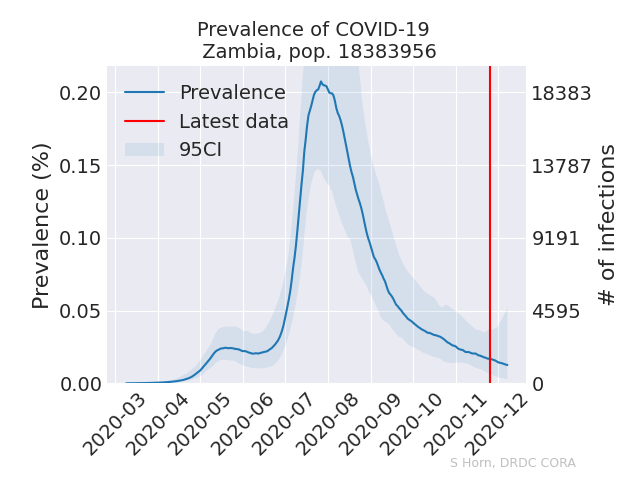 Prevalence of COVID-19
Zambia, pop. 18383956
Prevalence
Latest data
95CI
Prevalence (%)
0.20
0.15
0.10
0.05
0.00
18383
13787
9191
4595
0
# of infections
2020-03
2020-04
2020-05
2020-06
2020-07
2020-08
2020-09
2020-10
2020-11
2020-12
S Horn, DRDC CORA